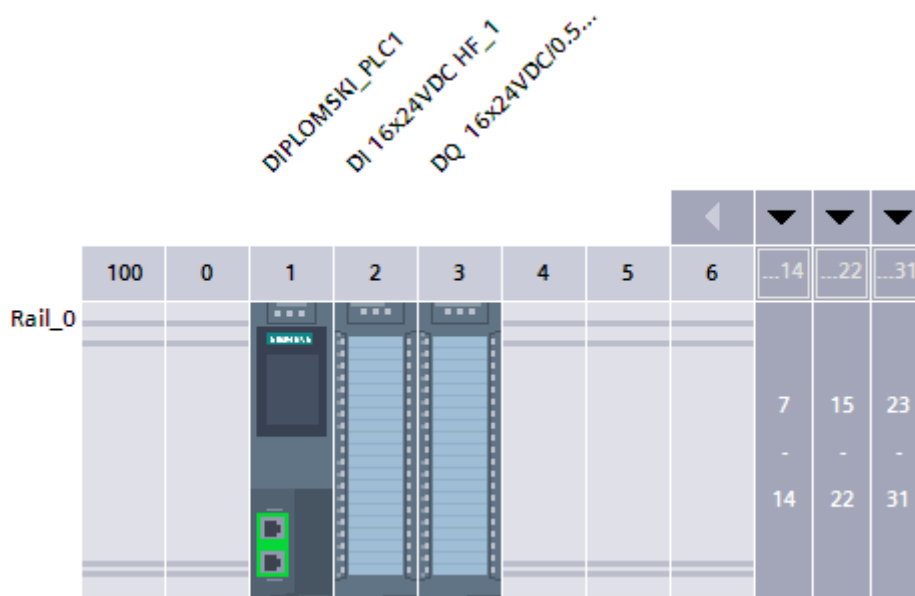 DIPLOMSKI_PLC1
DI 16x24VDC HF_1
DQ 16x24VDC/0.5...
100 0 1 2 3 4 5 6 ...14 ...22 ...31
Rail_0
SIEMENS
7 15 23
- - -
14 22 31